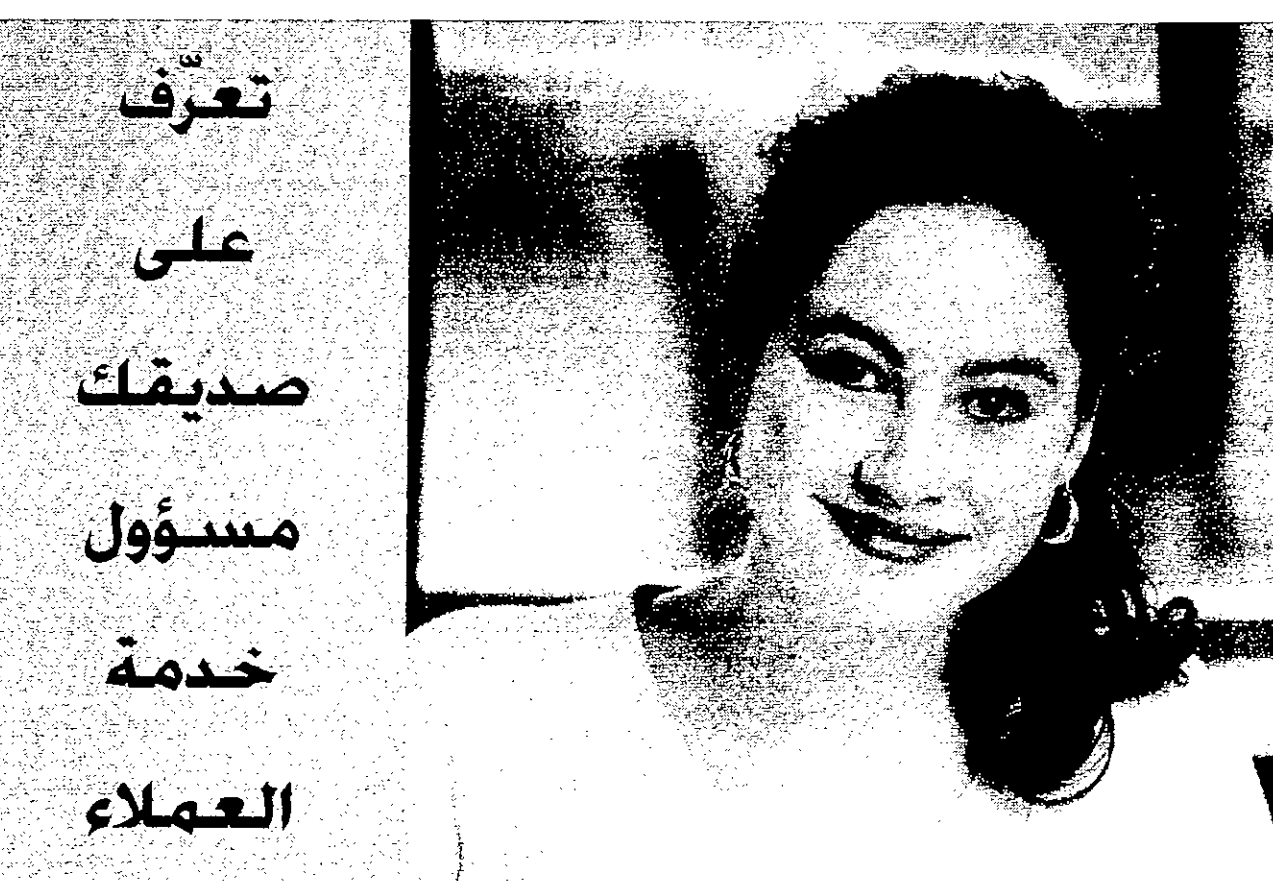 تعرَّف
على
صديقك
مسؤول
خدمة
العملاء